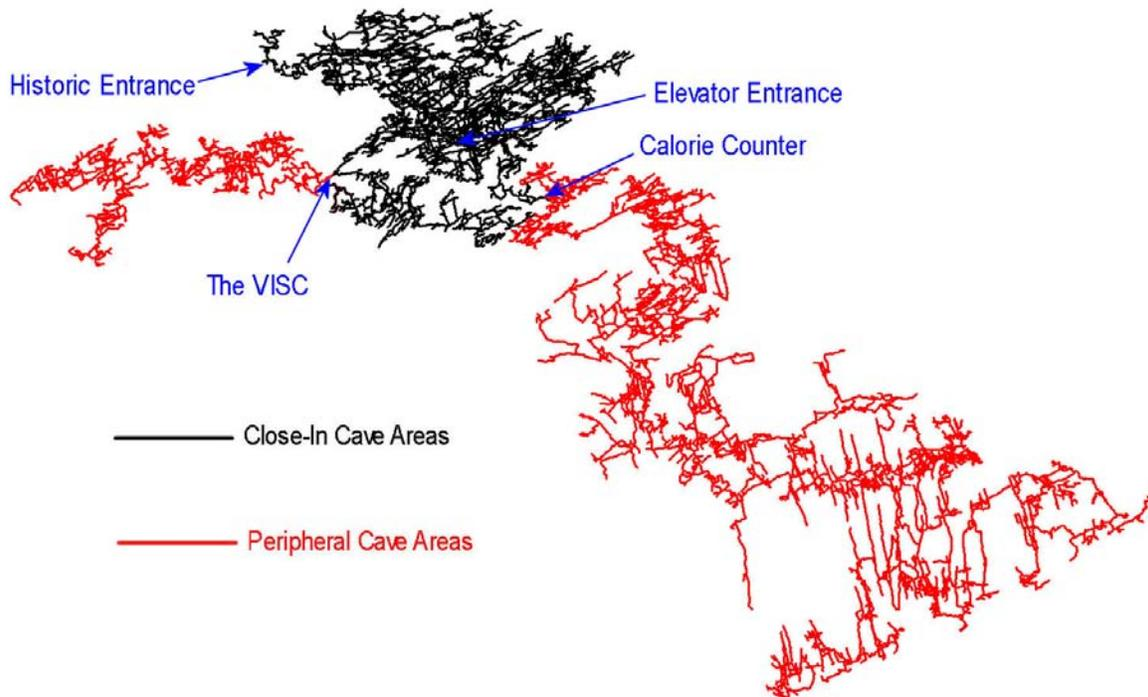 Historic Entrance
Elevator Entrance
Calorie Counter
The VISC
Close-In Cave Areas
Peripheral Cave Areas